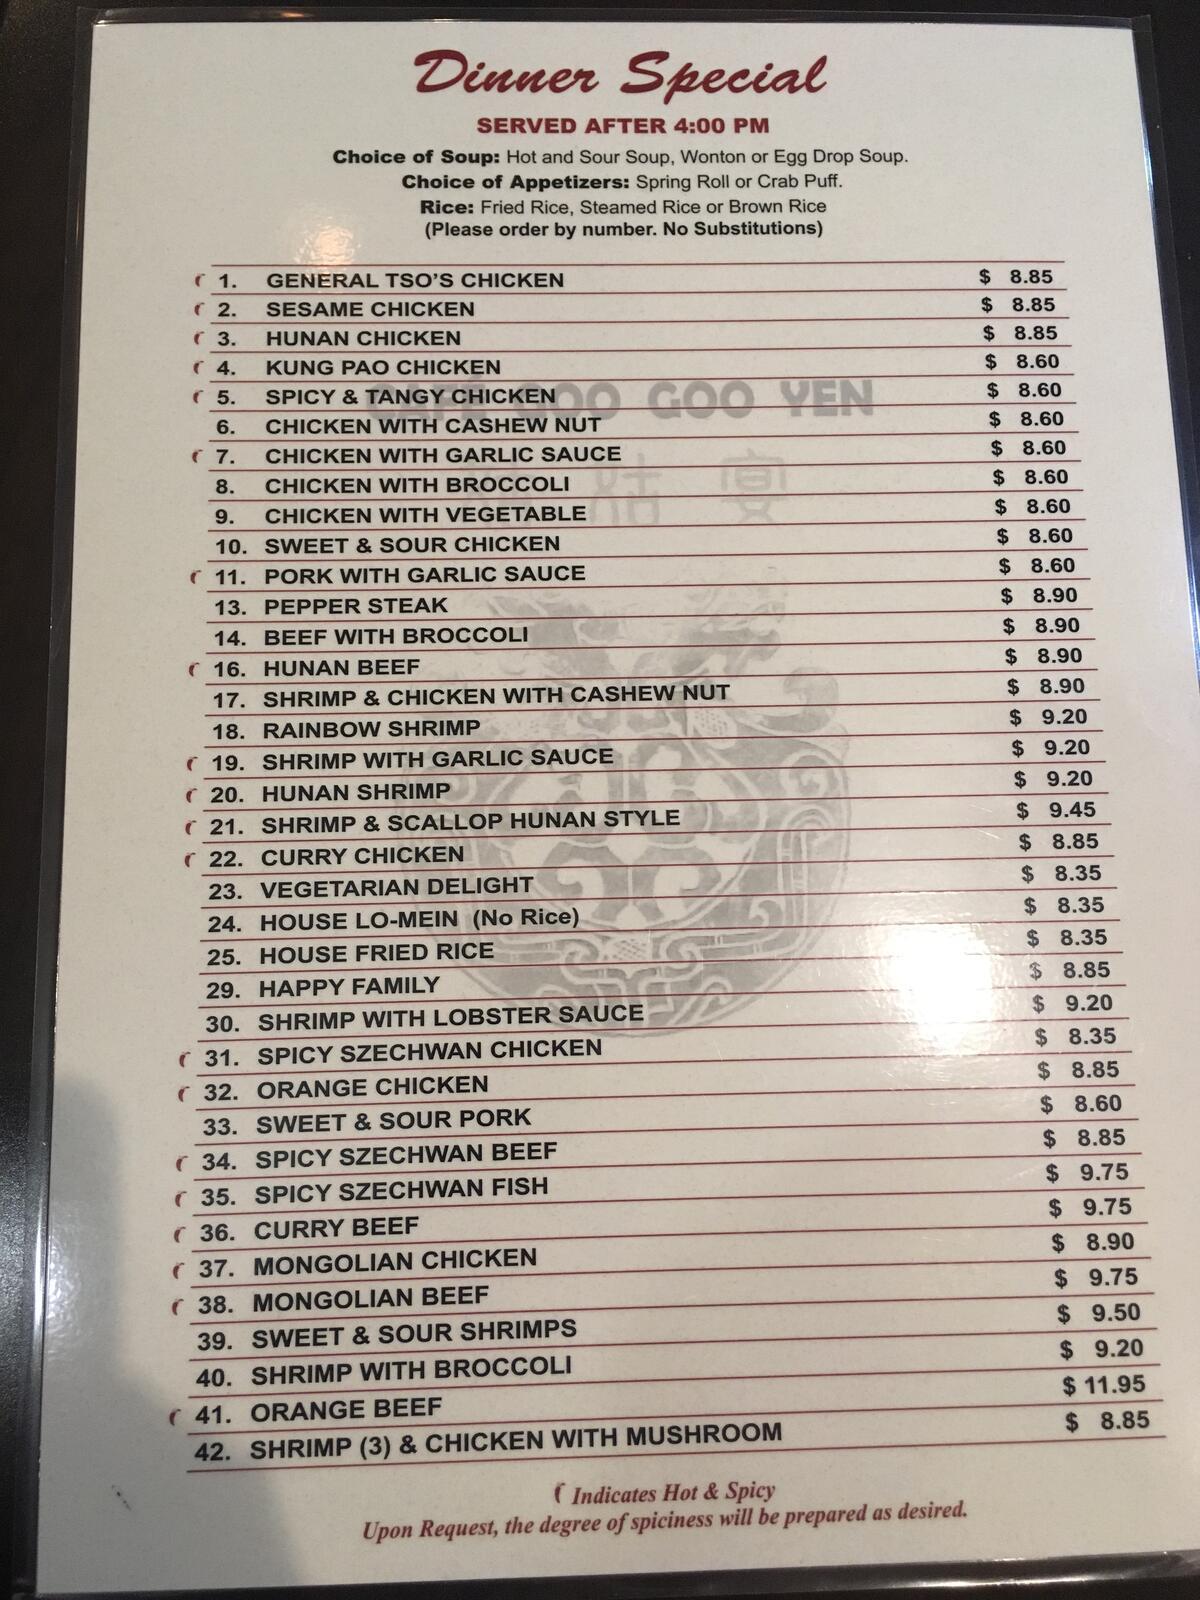 Dinner Special
SERVED AFTER 4:00 PM
Choice of Soup: Hot and Sour Soup, Wonton or Egg Drop Soup.
Choice of Appetizers: Spring Roll or Crab Puff.
Rice: Fried Rice, Steamed Rice or Brown Rice
(Please order by number. No Substitutions)
1. GENERAL TSO'S CHICKEN $ 8.85
2. SESAME CHICKEN $ 8.85
3. HUNAN CHICKEN $ 8.85
4. KUNG PAO CHICKEN $ 8.60
5. SPICY & TANGY CHICKEN $ 8.60
CAFÉ GOO GOO YEN
6. CHICKEN WITH CASHEW NUT $ 8.60
7. CHICKEN WITH GARLIC SAUCE $ 8.60
8. CHICKEN WITH BROCCOLI $ 8.60
姑 宴
9. CHICKEN WITH VEGETABLE $ 8.60
10. SWEET & SOUR CHICKEN $ 8.60
11. PORK WITH GARLIC SAUCE $ 8.60
13. PEPPER STEAK $ 8.90
14. BEEF WITH BROCCOLI $ 8.90
16. HUNAN BEEF $ 8.90
17. SHRIMP & CHICKEN WITH CASHEW NUT $ 8.90
18. RAINBOW SHRIMP $ 9.20
19. SHRIMP WITH GARLIC SAUCE $ 9.20
20. HUNAN SHRIMP $ 9.20
21. SHRIMP & SCALLOP HUNAN STYLE $ 9.45
22. CURRY CHICKEN $ 8.85
23. VEGETARIAN DELIGHT $ 8.35
24. HOUSE LO-MEIN (No Rice) $ 8.35
25. HOUSE FRIED RICE $ 8.35
29. HAPPY FAMILY $ 8.85
30. SHRIMP WITH LOBSTER SAUCE $ 9.20
31. SPICY SZECHWAN CHICKEN $ 8.35
32. ORANGE CHICKEN $ 8.85
33. SWEET & SOUR PORK $ 8.60
34. SPICY SZECHWAN BEEF $ 8.85
35. SPICY SZECHWAN FISH $ 9.75
36. CURRY BEEF $ 9.75
37. MONGOLIAN CHICKEN $ 8.90
38. MONGOLIAN BEEF $ 9.75
39. SWEET & SOUR SHRIMPS $ 9.50
40. SHRIMP WITH BROCCOLI $ 9.20
41. ORANGE BEEF $ 11.95
42. SHRIMP (3) & CHICKEN WITH MUSHROOM $ 8.85
Indicates Hot & Spicy
Upon Request, the degree of spiciness will be prepared as desired.